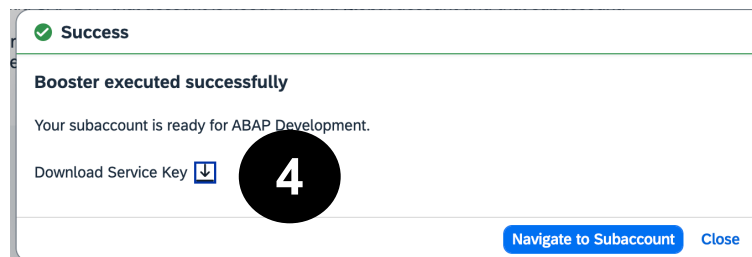 Success
Booster executed successfully
Your subaccount is ready for ABAP Development.
Download Service Key
4
Navigate to Subaccount Close